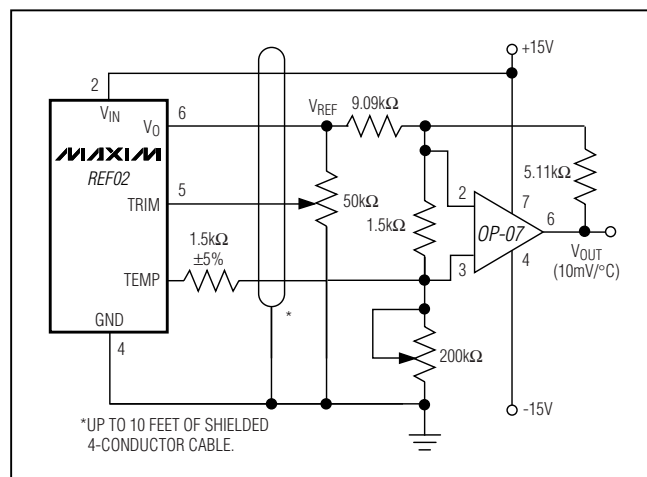 +15V
2
VIN
6
VREF
9.09kΩ
VO
MAXIM
REF02
5.11kΩ
5
TRIM
50kΩ
2
7
1.5kΩ
OP-07
6
1.5kΩ
±5%
3
4
VOUT
(10mV/°C)
TEMP
GND
*
4
200kΩ
-15V
*UP TO 10 FEET OF SHIELDED
4-CONDUCTOR CABLE.